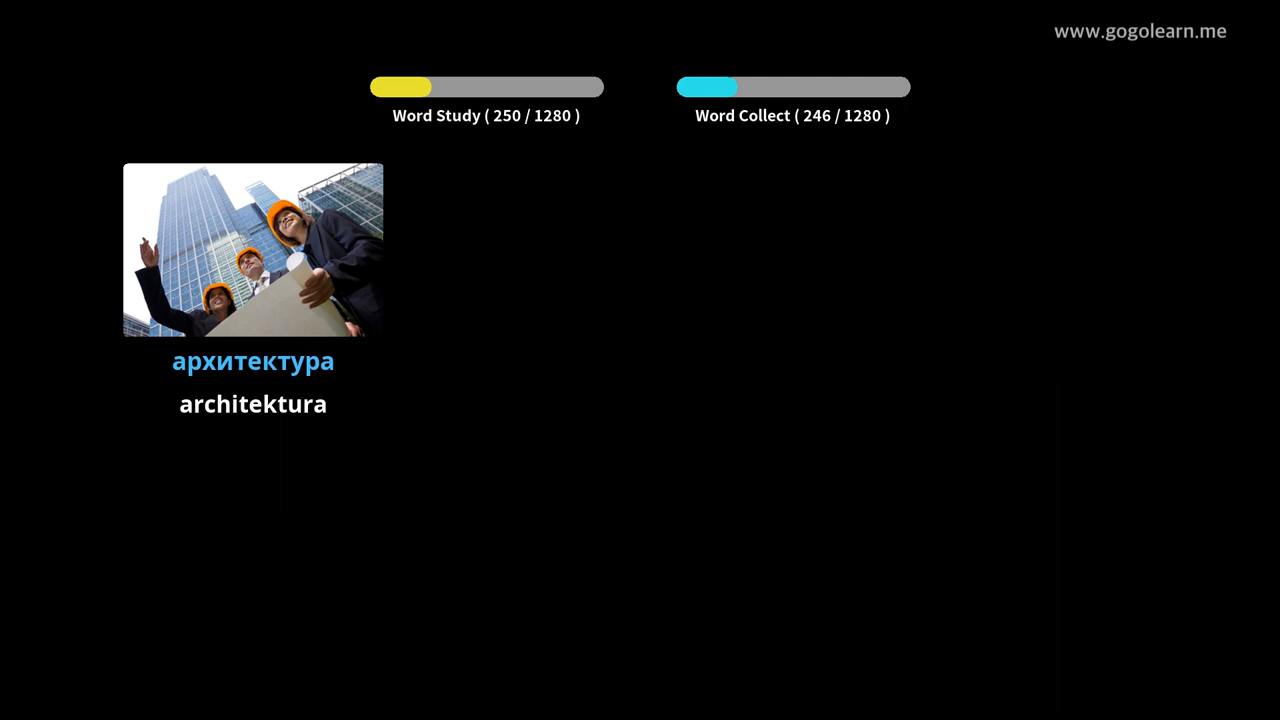 www.gogolearn.me
Word Study ( 250 / 1280 )
Word Collect ( 246 / 1280 )
архитектура
architektura